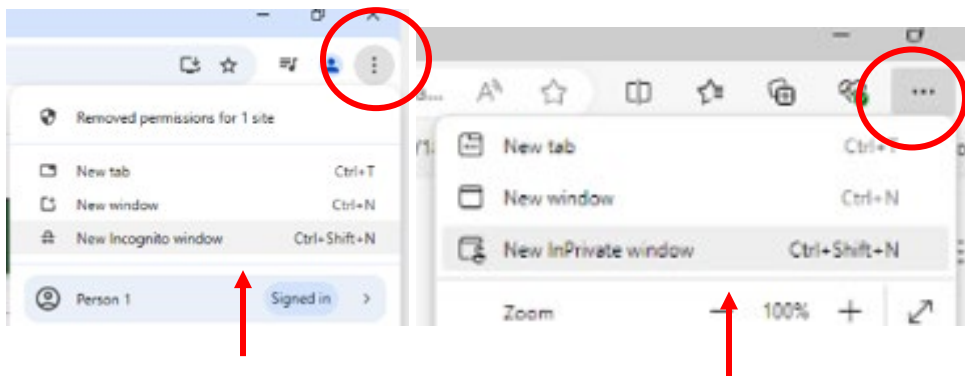 Removed permissions for 1 site
New tab Ctrl+T
New window Ctrl+N
New Incognito window Ctrl+Shift+N
Person 1 Signed in
New tab
New window Ctrl+N
New InPrivate window Ctrl+Shift+N
Zoom 100%